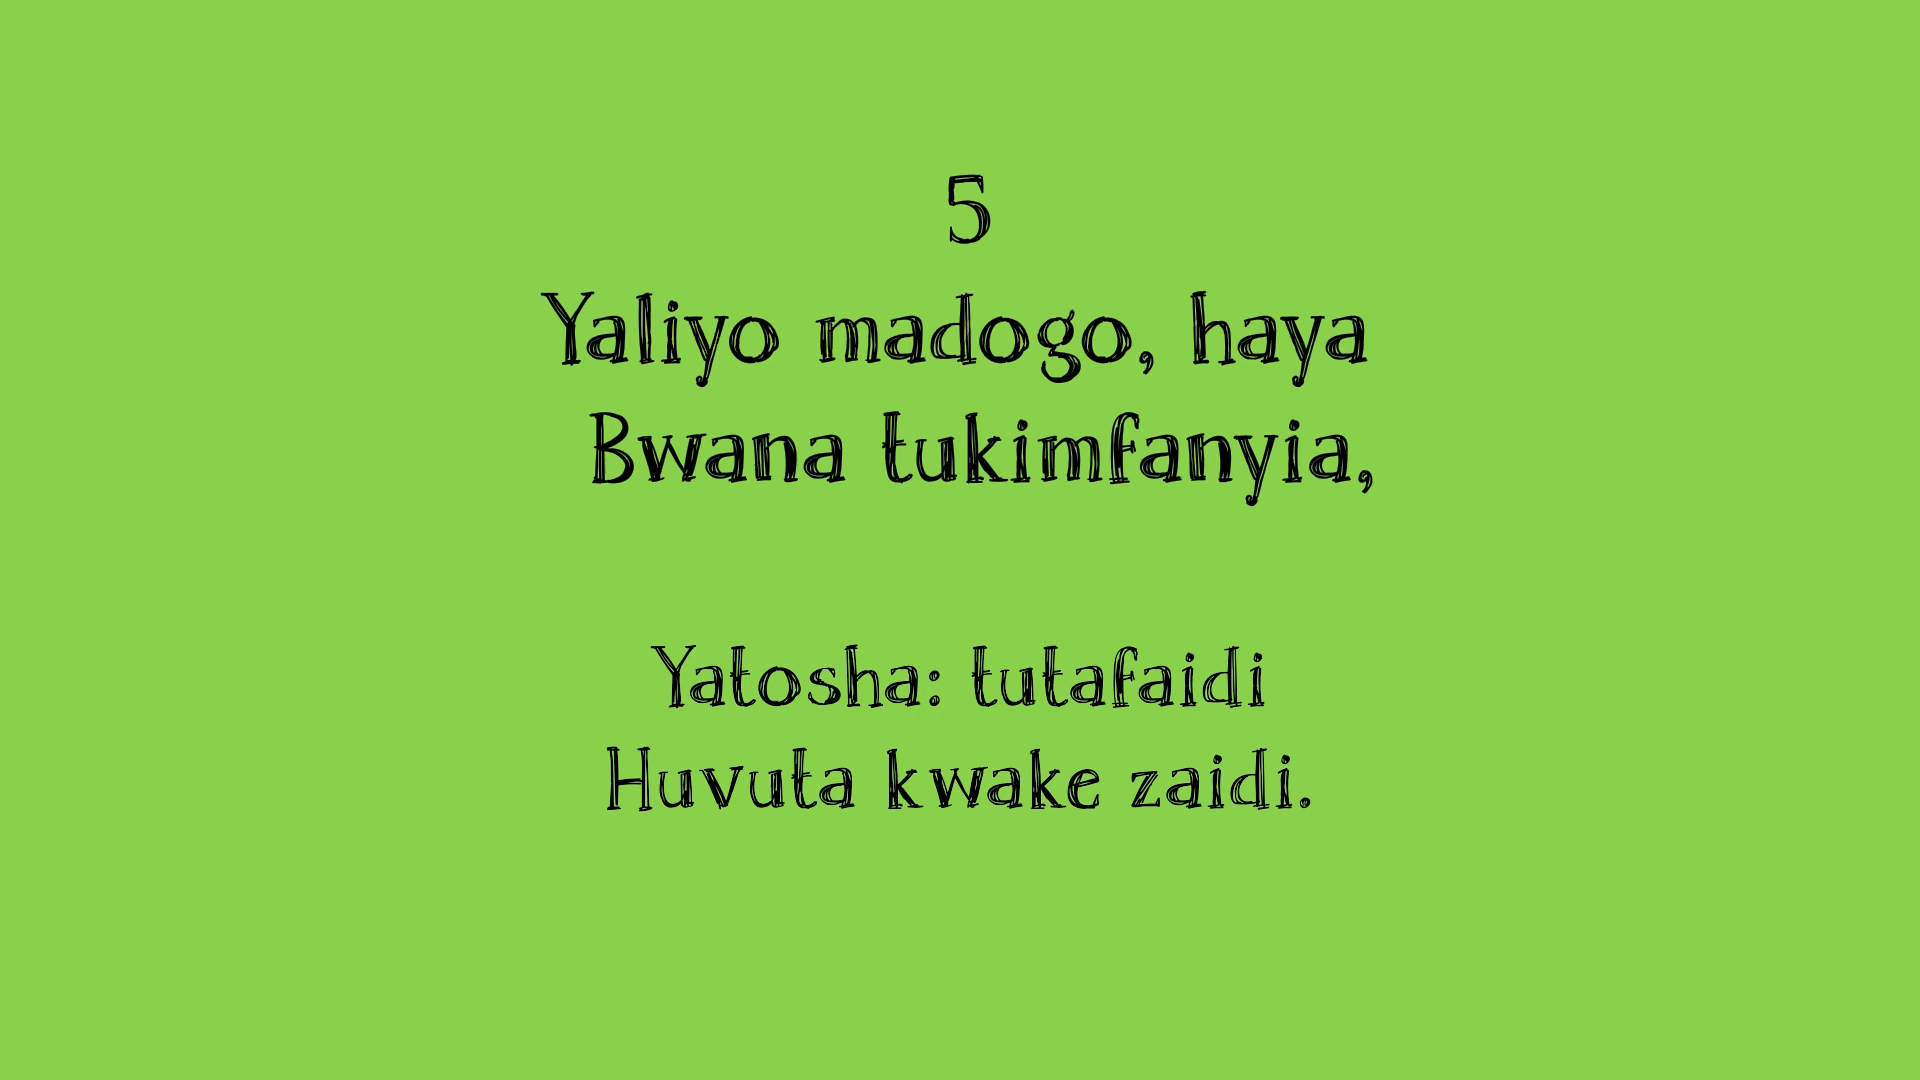 5
Yaliyo madogo, haya
Bwana tukimfanyia,
Yatosha: tutafaidi
Huvuta kwake zaidi.